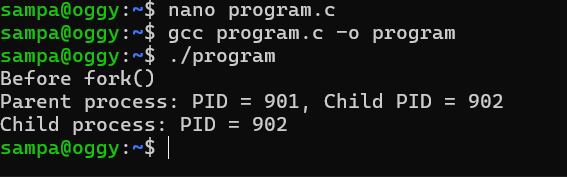 sampa@oggy:~$ nano program.c
sampa@oggy:~$ gcc program.c -o program
sampa@oggy:~$ ./program
Before fork()
Parent process: PID = 901, Child PID = 902
Child process: PID = 902
sampa@oggy:~$